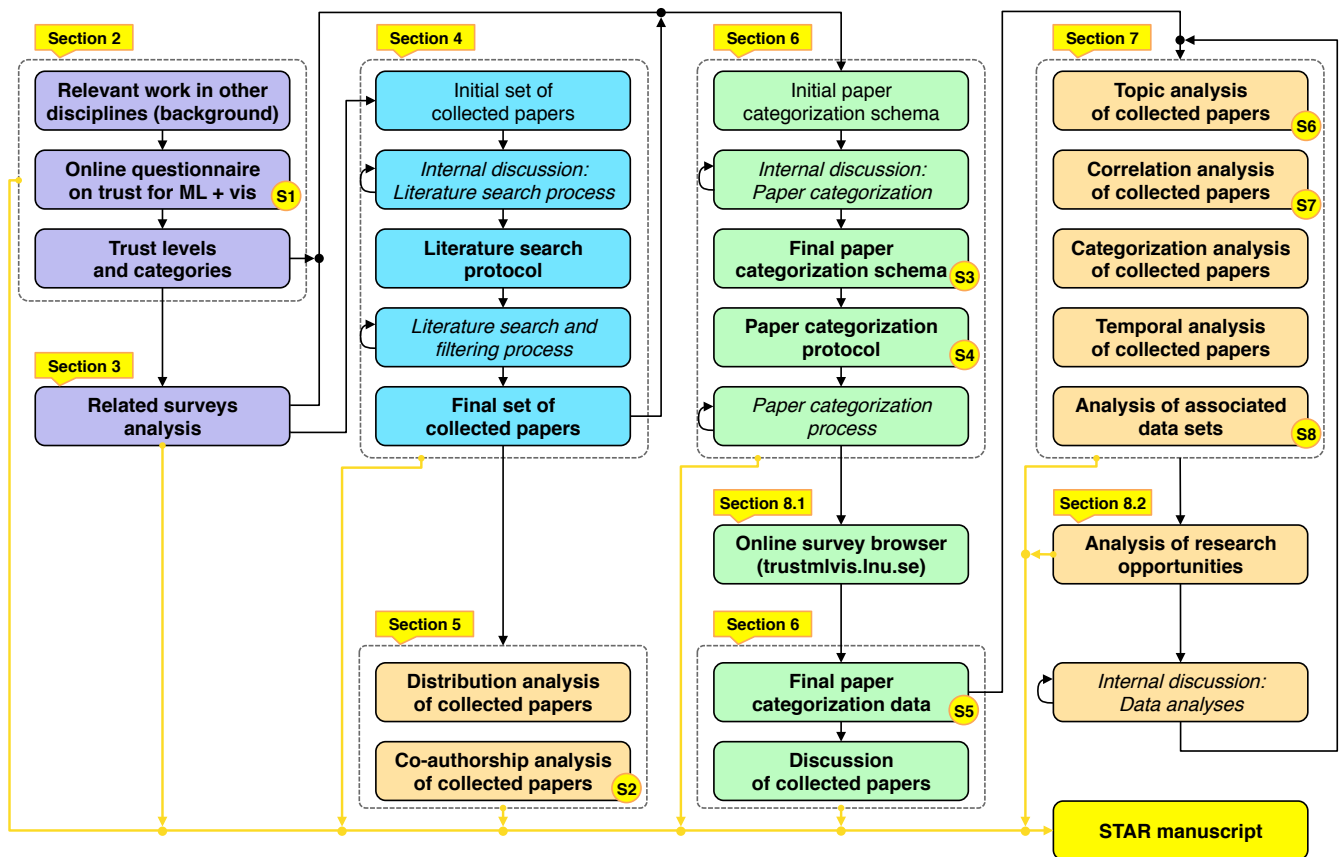 Section 2
Relevant work in other
disciplines (background)
Online questionnaire
on trust for ML + vis
S1
Trust levels
and categories
Section 3
Related surveys
analysis
Section 4
Initial set of
collected papers
Internal discussion:
Literature search process
Literature search
protocol
Literature search and
filtering process
Final set of
collected papers
Section 5
Distribution analysis
of collected papers
Co-authorship analysis
of collected papers
S2
Section 6
Initial paper
categorization schema
Internal discussion:
Paper categorization
Final paper
categorization schema
S3
Paper categorization
protocol
S4
Paper categorization
process
Section 8.1
Online survey browser
(trustmlvis.lnu.se)
Section 6
Final paper
categorization data
S5
Discussion
of collected papers
Section 7
Topic analysis
of collected papers
S6
Correlation analysis
of collected papers
S7
Categorization analysis
of collected papers
Temporal analysis
of collected papers
Analysis of associated
data sets
S8
Section 8.2
Analysis of research
opportunities
Internal discussion:
Data analyses
STAR manuscript